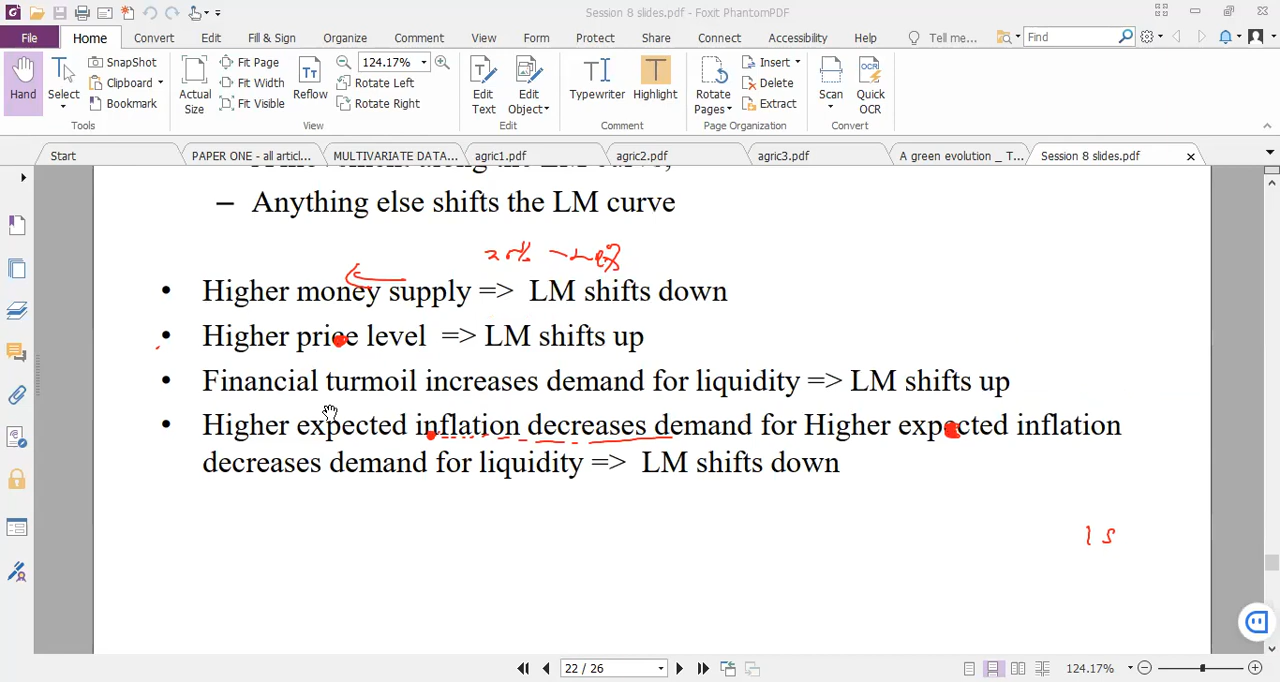 Session 8 slides.pdf - Foxit PhantomPDF
File Home Convert Edit Fill & Sign Organize Comment View Form Protect Share Connect Accessibility Help Tell me... Find
Hand
Select
SnapShot
Clipboard
Bookmark
Tools
Actual Size
Fit Page
Fit Width
Fit Visible
Reflow
124.17%
Rotate Left
Rotate Right
View
Edit Text
Edit Object
Edit
Typewriter
Highlight
Comment
Rotate Pages
Insert
Delete
Extract
Page Organization
Scan
Quick OCR
Convert
Start PAPER ONE - all articl... MULTIVARIATE DATA... agric1.pdf agric2.pdf agric3.pdf A green evolution _ T... Session 8 slides.pdf
along the LM curve,
– Anything else shifts the LM curve
• Higher money supply => LM shifts down
• Higher price level => LM shifts up
• Financial turmoil increases demand for liquidity => LM shifts up
• Higher expected inflation decreases demand for Higher expected inflation
decreases demand for liquidity => LM shifts down
22 / 26
124.17%